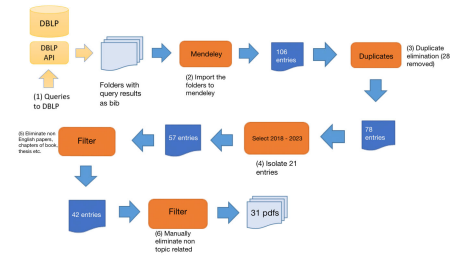 DBLP
DBLP
API
(1) Queries
to DBLP
Folders with
query results
as bib
Mendeley
(2) Import the
folders to
mendeley
106
entries
Duplicates
(3) Duplicate
elimination (28
removed)
78
entries
Select 2018 - 2023
(4) Isolate 21
entries
57 entries
Filter
(5) Eliminate non
English papers,
chapters of book,
thesis etc.
42 entries
Filter
(6) Manually
eliminate non
topic related
31 pdfs